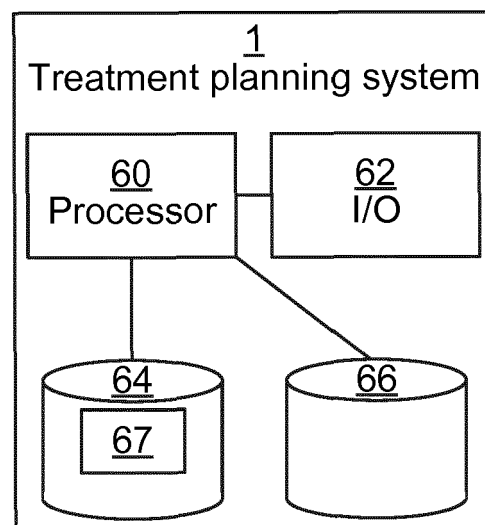 1
Treatment planning system
60
Processor
62
I/O
64
66
67